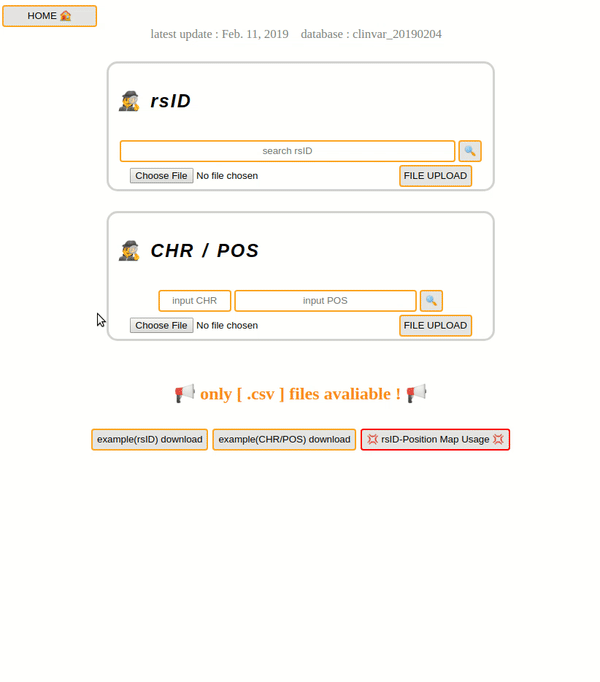 HOME
latest update : Feb. 11, 2019 database : clinvar_20190204
rsID
search rsID
Choose File No file chosen FILE UPLOAD
CHR / POS
input CHR input POS
Choose File No file chosen FILE UPLOAD
only [ .csv ] files avaliable !
example(rsID) download example(CHR/POS) download rsID-Position Map Usage